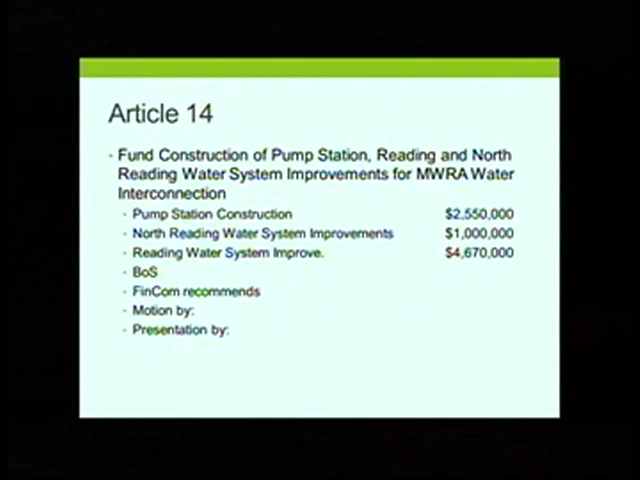 Article 14
Fund Construction of Pump Station, Reading and North
Reading Water System Improvements for MWRA Water
Interconnection
Pump Station Construction $2,550,000
North Reading Water System Improvements $1,000,000
Reading Water System Improve. $4,670,000
BoS
FinCom recommends
Motion by:
Presentation by: